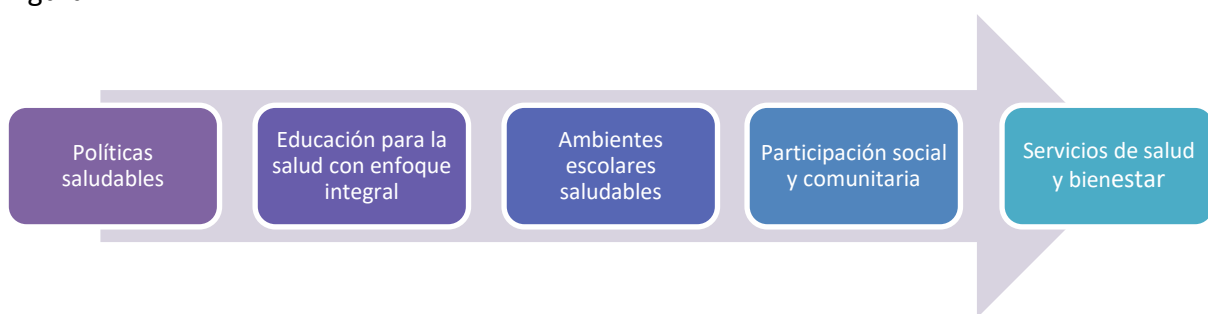 Políticas
saludables
Educación para la
salud con enfoque
integral
Ambientes
escolares
saludables
Participación social
y comunitaria
Servicios de salud
y bienestar